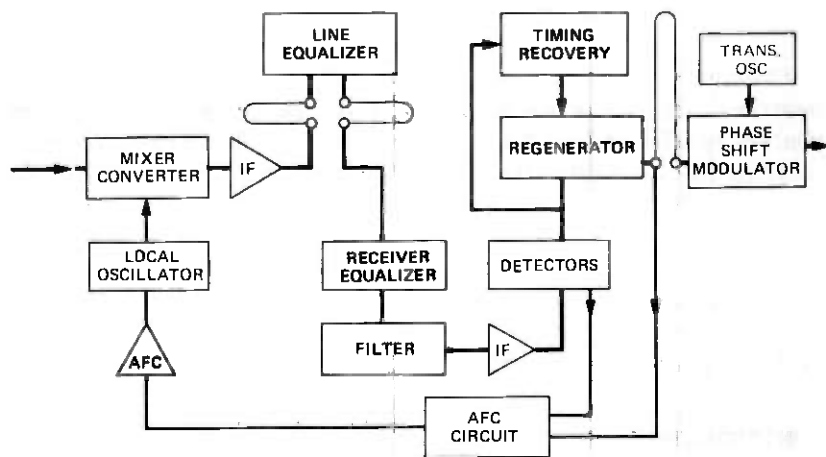 LINE
EQUALIZER
TIMING
RECOVERY
TRANS.
OSC
MIXER
CONVERTER
IF
REGENERATOR
PHASE
SHIFT
MODULATOR
LOCAL
OSCILLATOR
RECEIVER
EQUALIZER
DETECTORS
AFC
FILTER
IF
AFC
CIRCUIT